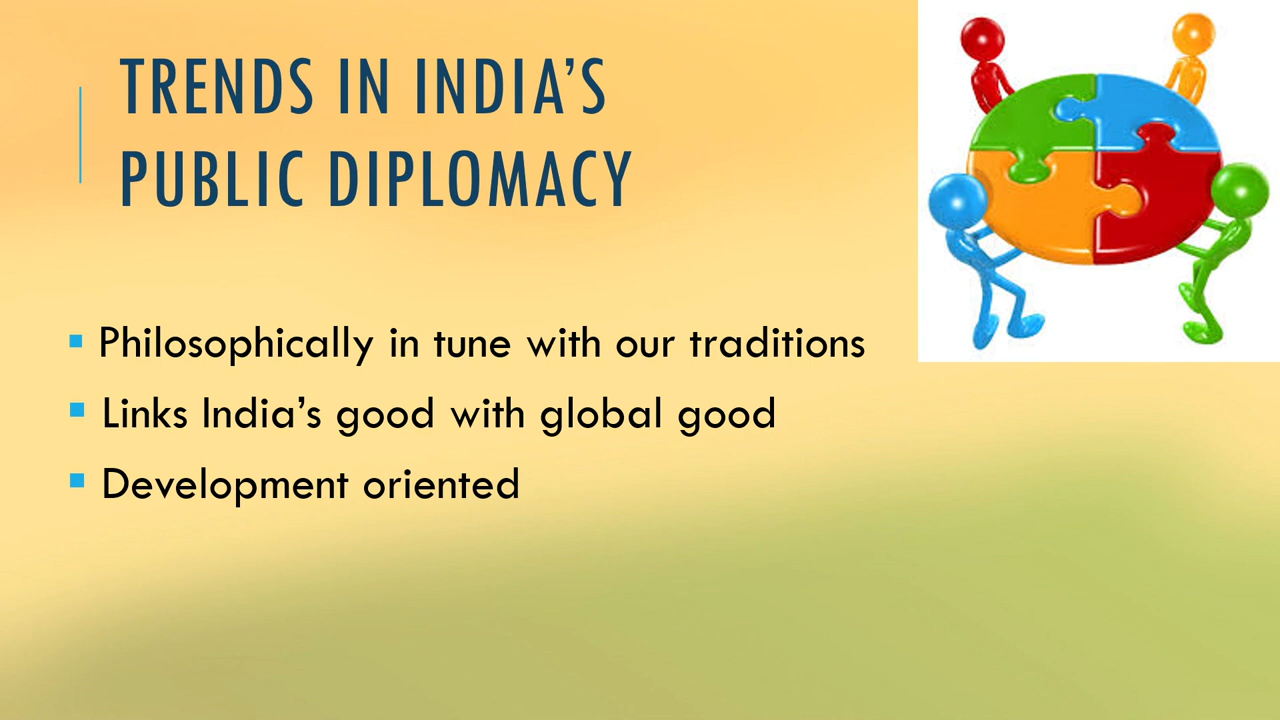 TRENDS IN INDIA’S
PUBLIC DIPLOMACY
▪ Philosophically in tune with our traditions
▪ Links India’s good with global good
▪ Development oriented